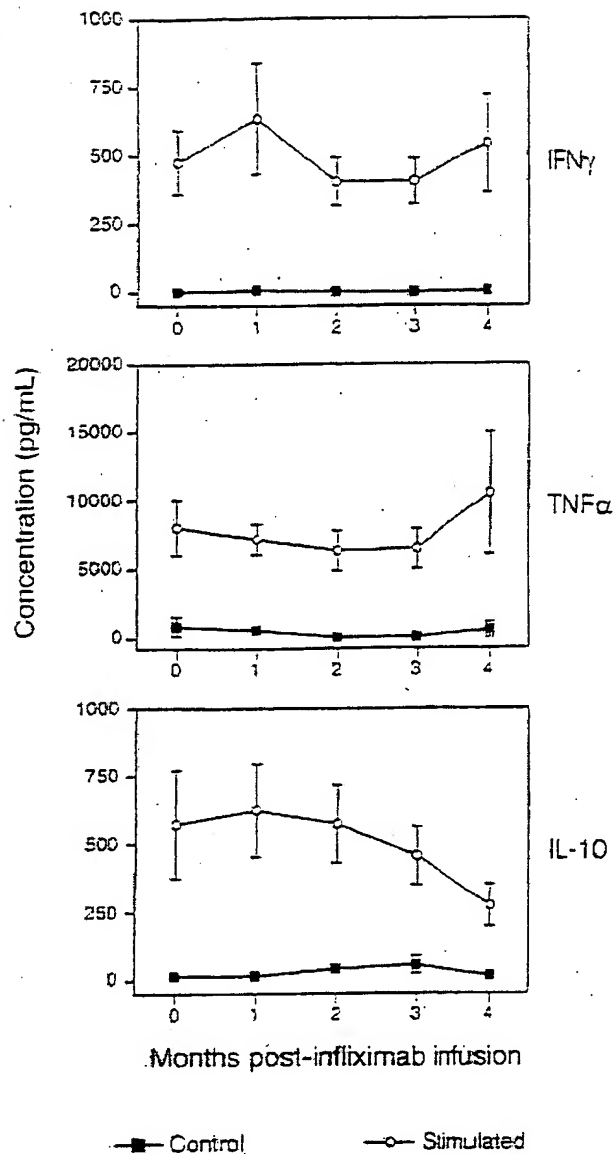 1000
750
500
250
0
IFNγ
0 1 2 3 4
20000
15000
10000
5000
0
TNFα
0 1 2 3 4
Concentration (pg/mL)
1000
750
500
250
0
IL-10
0 1 2 3 4
Months post-infliximab infusion
Control Stimulated